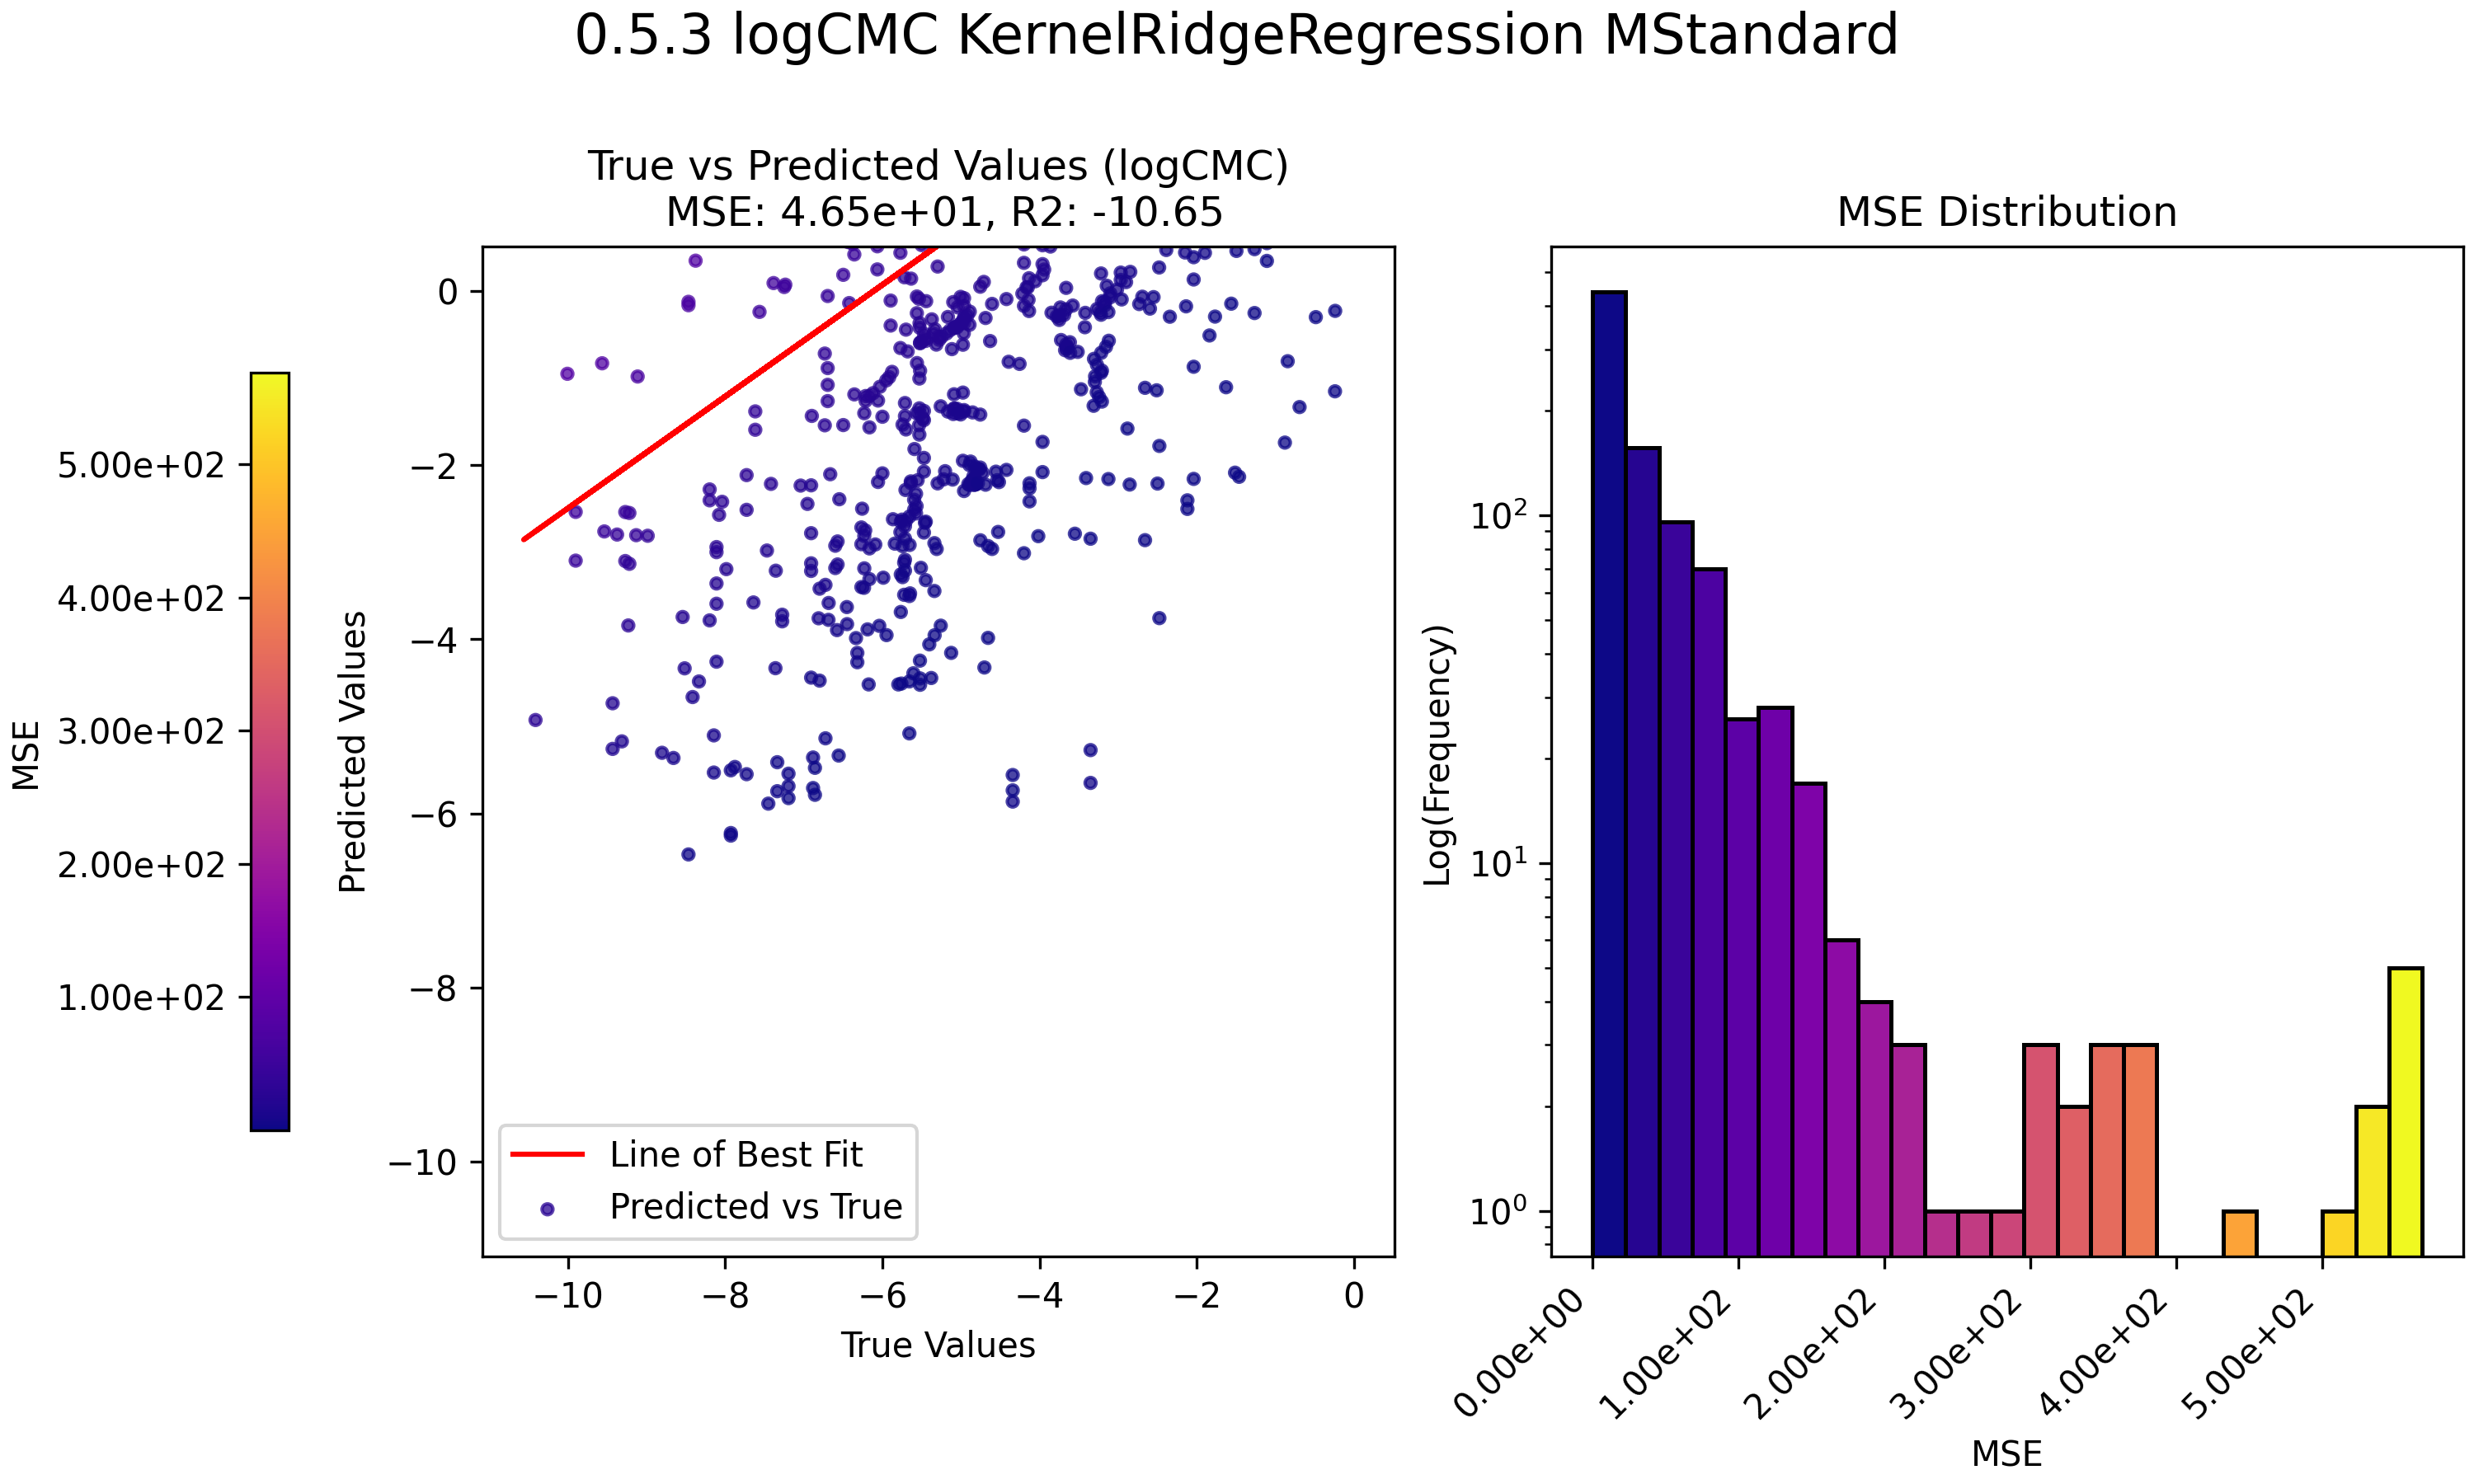 0.5.3 logCMC KernelRidgeRegression MStandard
True vs Predicted Values (logCMC)
MSE: 4.65e+01, R2: -10.65
MSE Distribution
MSE
5.00e+02
4.00e+02
3.00e+02
2.00e+02
1.00e+02
Predicted Values
0
−2
−4
−6
−8
−10
Line of Best Fit
Predicted vs True
−10 −8 −6 −4 −2 0
True Values
Log(Frequency)
10²
10¹
10⁰
0.00e+00 1.00e+02 2.00e+02 3.00e+02 4.00e+02 5.00e+02
MSE